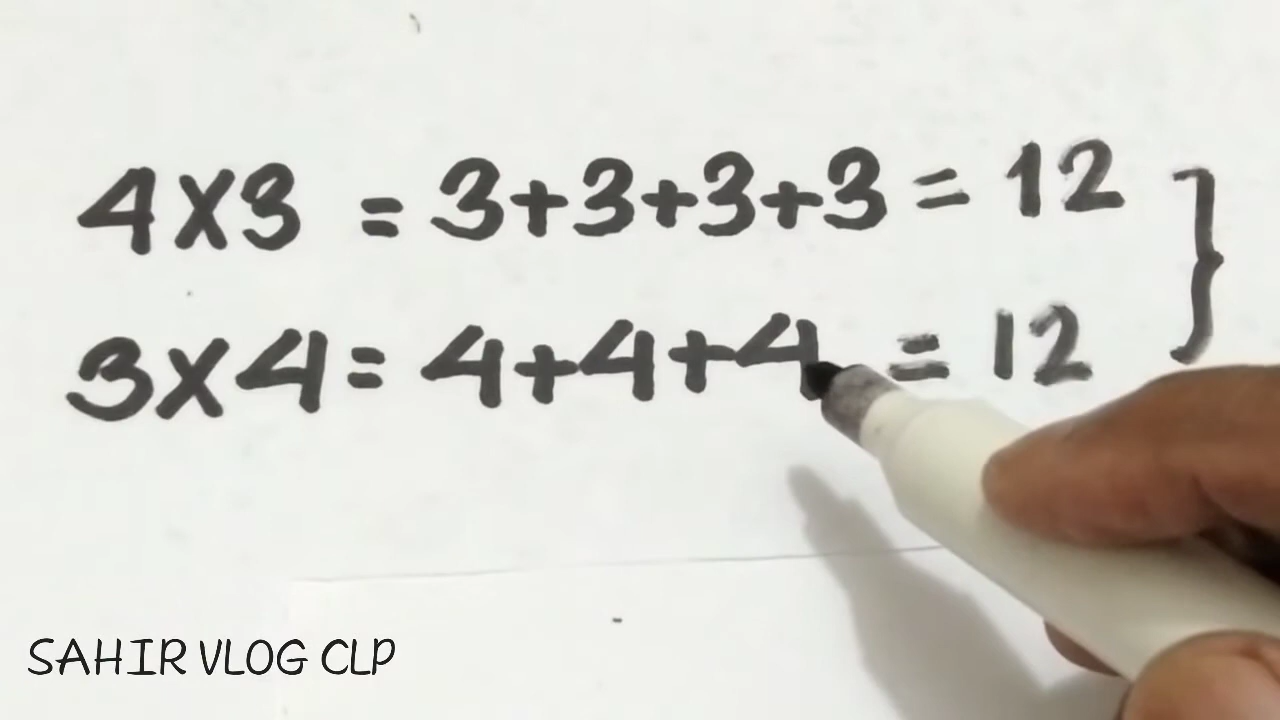 4X3 = 3+3+3+3 = 12 }
3X4 = 4+4+4 = 12
SAHIR VLOG CLP